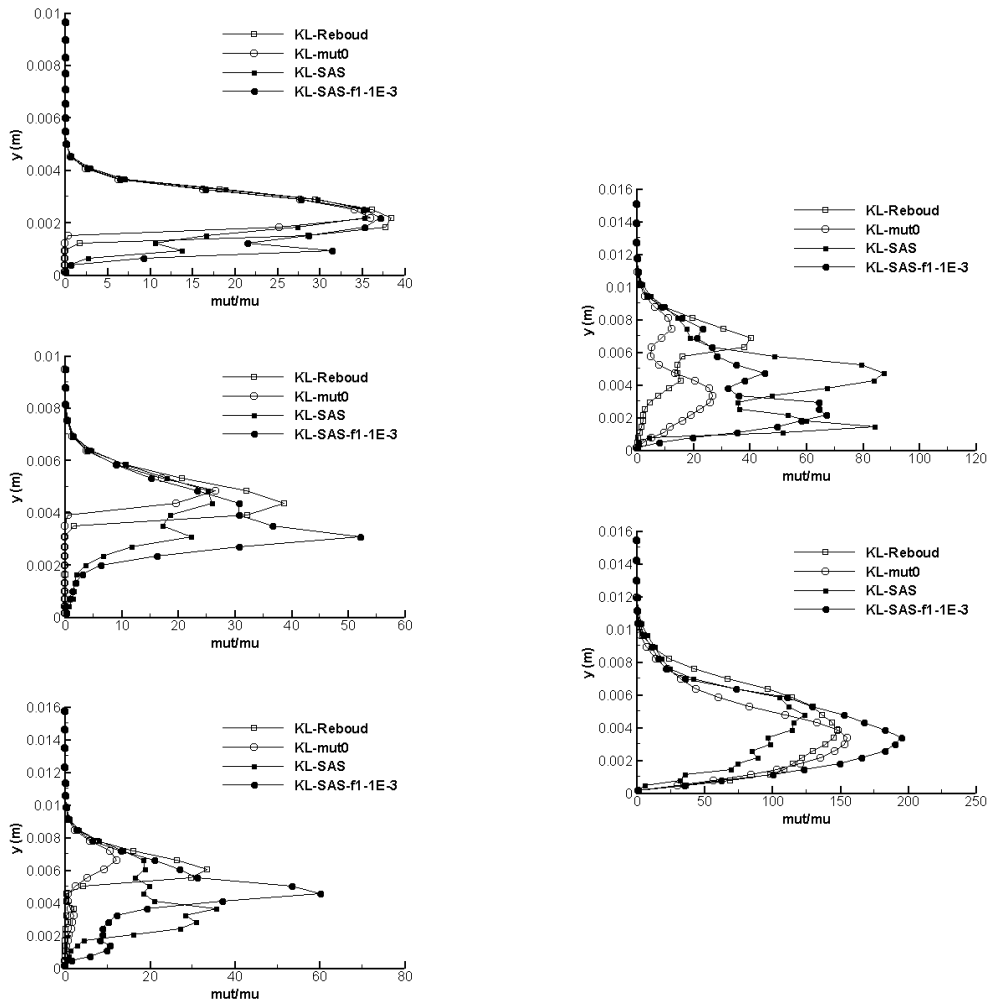 0.01
0.008
0.006
0.004
0.002
0
y (m)
0 5 10 15 20 25 30 35 40
mut/mu
KL-Reboud
KL-mut0
KL-SAS
KL-SAS-f1-1E-3
0.01
0.008
0.006
0.004
0.002
0
y (m)
0 10 20 30 40 50 60
mut/mu
KL-Reboud
KL-mut0
KL-SAS
KL-SAS-f1-1E-3
0.016
0.014
0.012
0.01
0.008
0.006
0.004
0.002
0
y (m)
0 20 40 60 80
mut/mu
KL-Reboud
KL-mut0
KL-SAS
KL-SAS-f1-1E-3
0.016
0.014
0.012
0.01
0.008
0.006
0.004
0.002
0
y (m)
0 20 40 60 80 100 120
mut/mu
KL-Reboud
KL-mut0
KL-SAS
KL-SAS-f1-1E-3
0.016
0.014
0.012
0.01
0.008
0.006
0.004
0.002
0
y (m)
50 100 150 200 250
mut/mu
KL-Reboud
KL-mut0
KL-SAS
KL-SAS-f1-1E-3